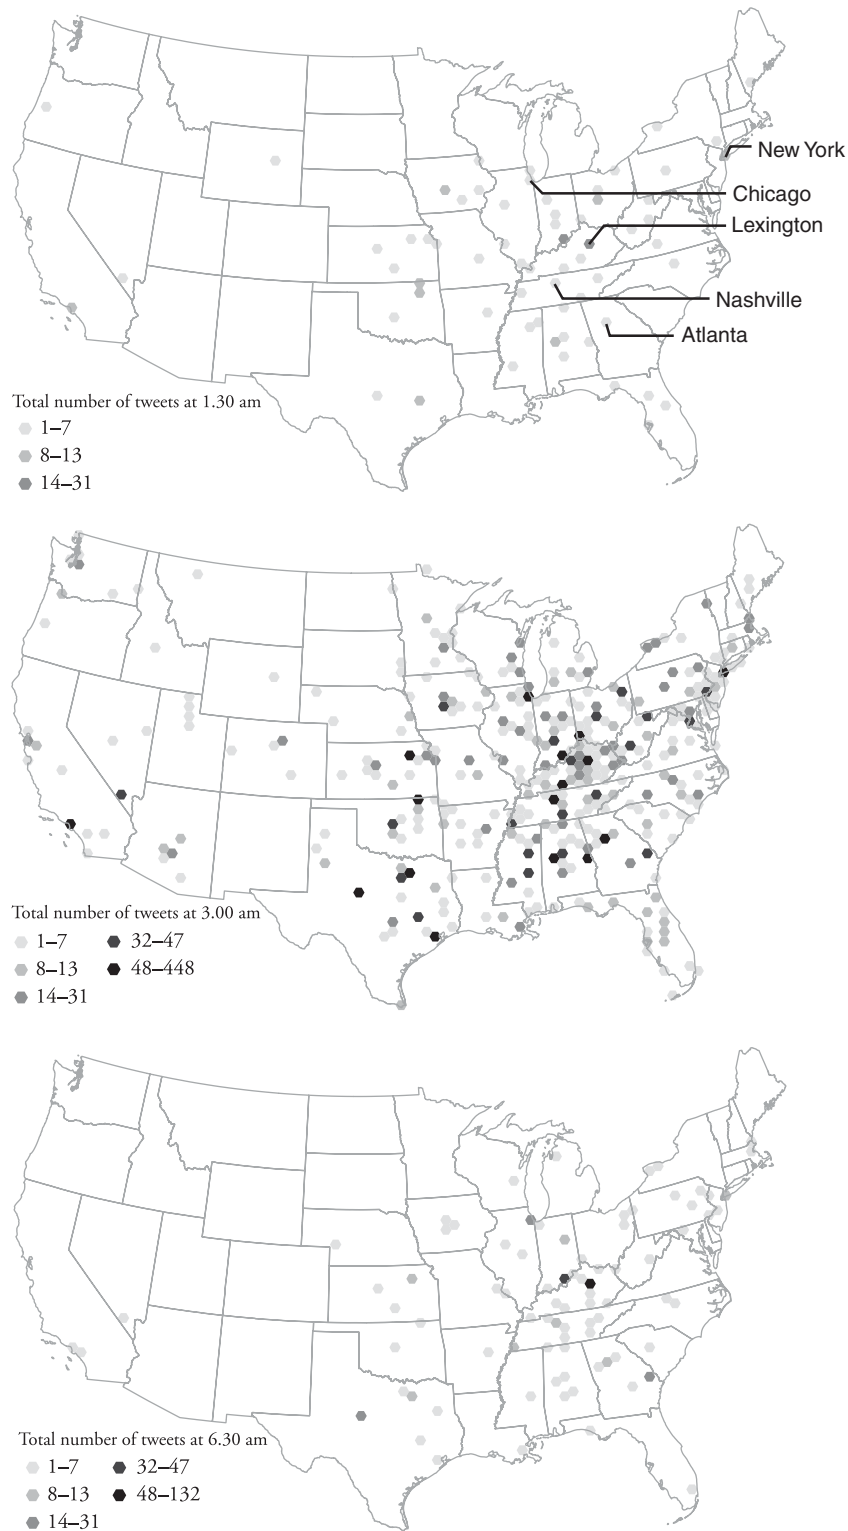 New York
Chicago
Lexington
Nashville
Atlanta
Total number of tweets at 1.30 am
1–7
8–13
14–31
Total number of tweets at 3.00 am
1–7 32–47
8–13 48–448
14–31
Total number of tweets at 6.30 am
1–7 32–47
8–13 48–132
14–31